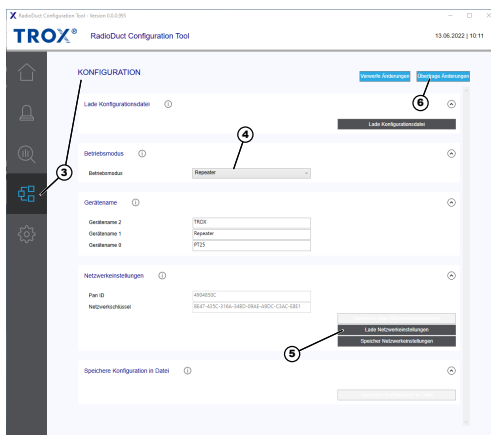 RadioDuct Configuration Tool - Version 0.0.0.995
TROX® RadioDuct Configuration Tool 13.06.2022 | 10:11
KONFIGURATION
Verwerfe Änderungen Übertrage Änderungen
6
Lade Konfigurationsdatei
Lade Konfigurationsdatei
4
Betriebsmodus
3
Betriebsmodus Repeater
Gerätename
Gerätename 2 TROX
Gerätename 1 Repeater
Gerätename 0 PT25
Netzwerkeinstellungen
Pan ID
Netzwerkschlüssel
Lade Netzwerkeinstellungen
Speicher Netzwerkeinstellungen
5
Speichere Konfiguration in Datei